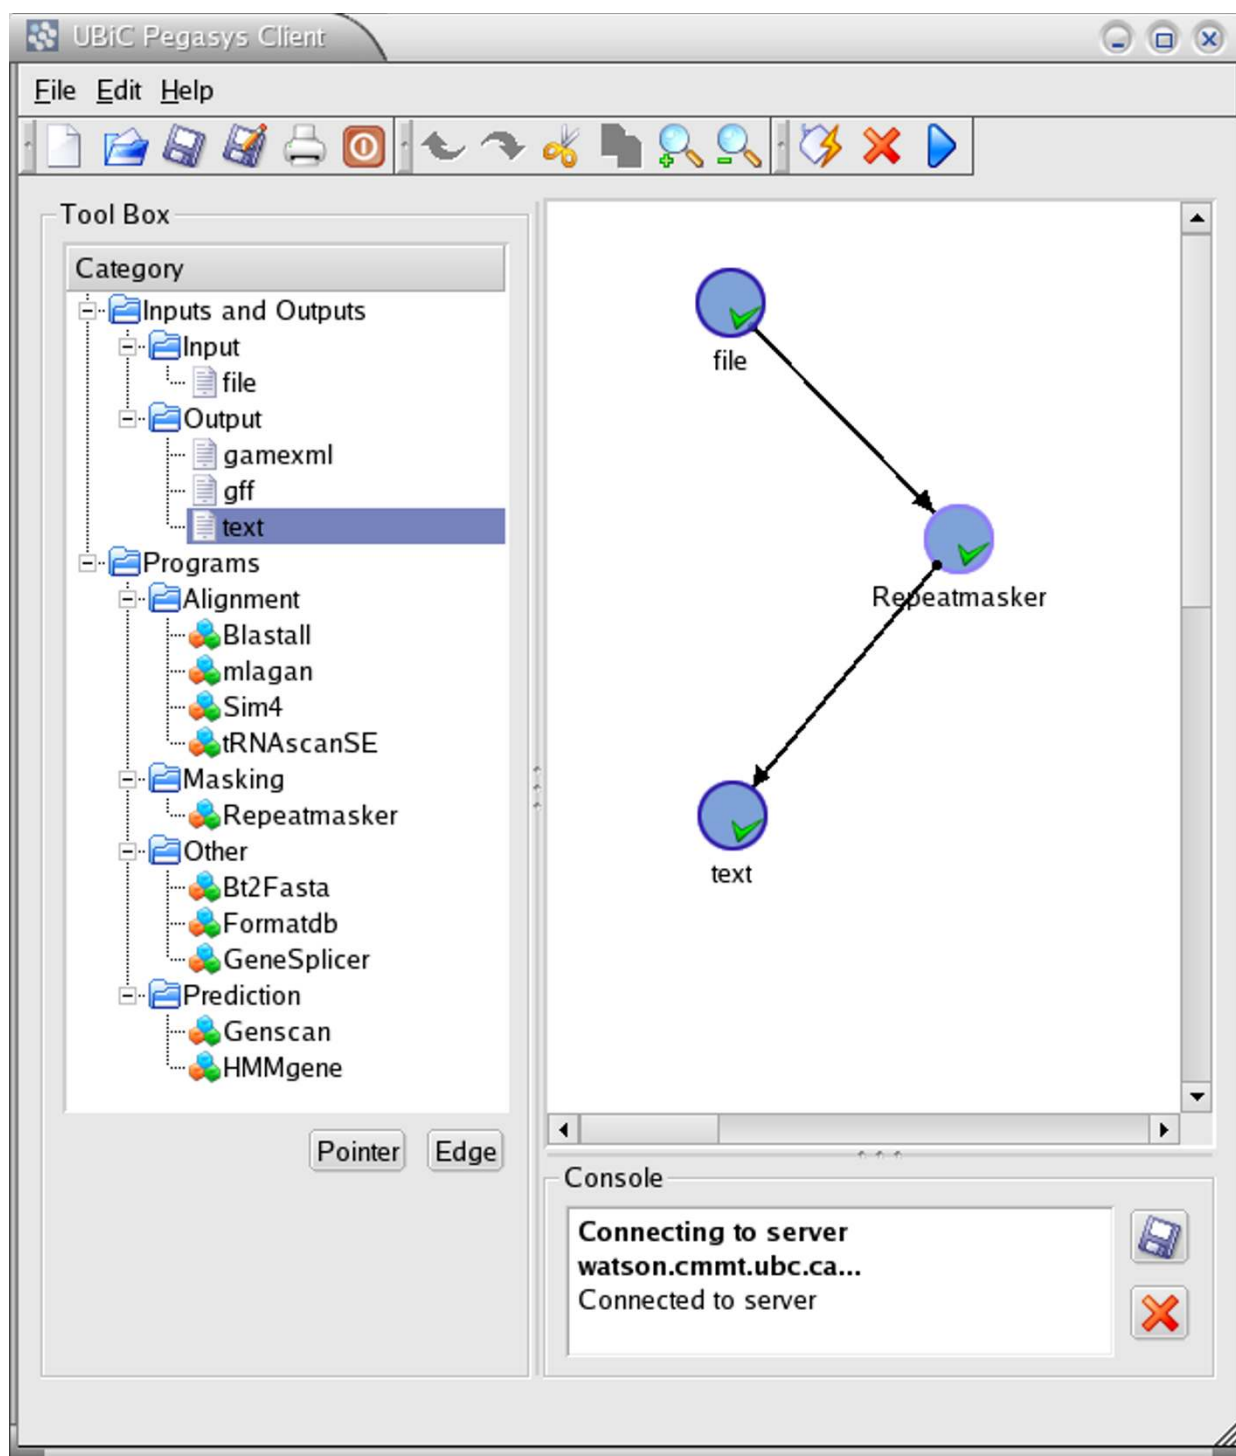 UBiC Pegasys Client
File Edit Help
Tool Box
Category
Inputs and Outputs
Input
file
Output
gamexml
gff
text
Programs
Alignment
Blastall
mlagan
Sim4
tRNAscanSE
Masking
Repeatmasker
Other
Bt2Fasta
Formatdb
GeneSplicer
Prediction
Genscan
HMMgene
Pointer Edge
file
Repeatmasker
text
Console
Connecting to server
watson.cmmt.ubc.ca...
Connected to server